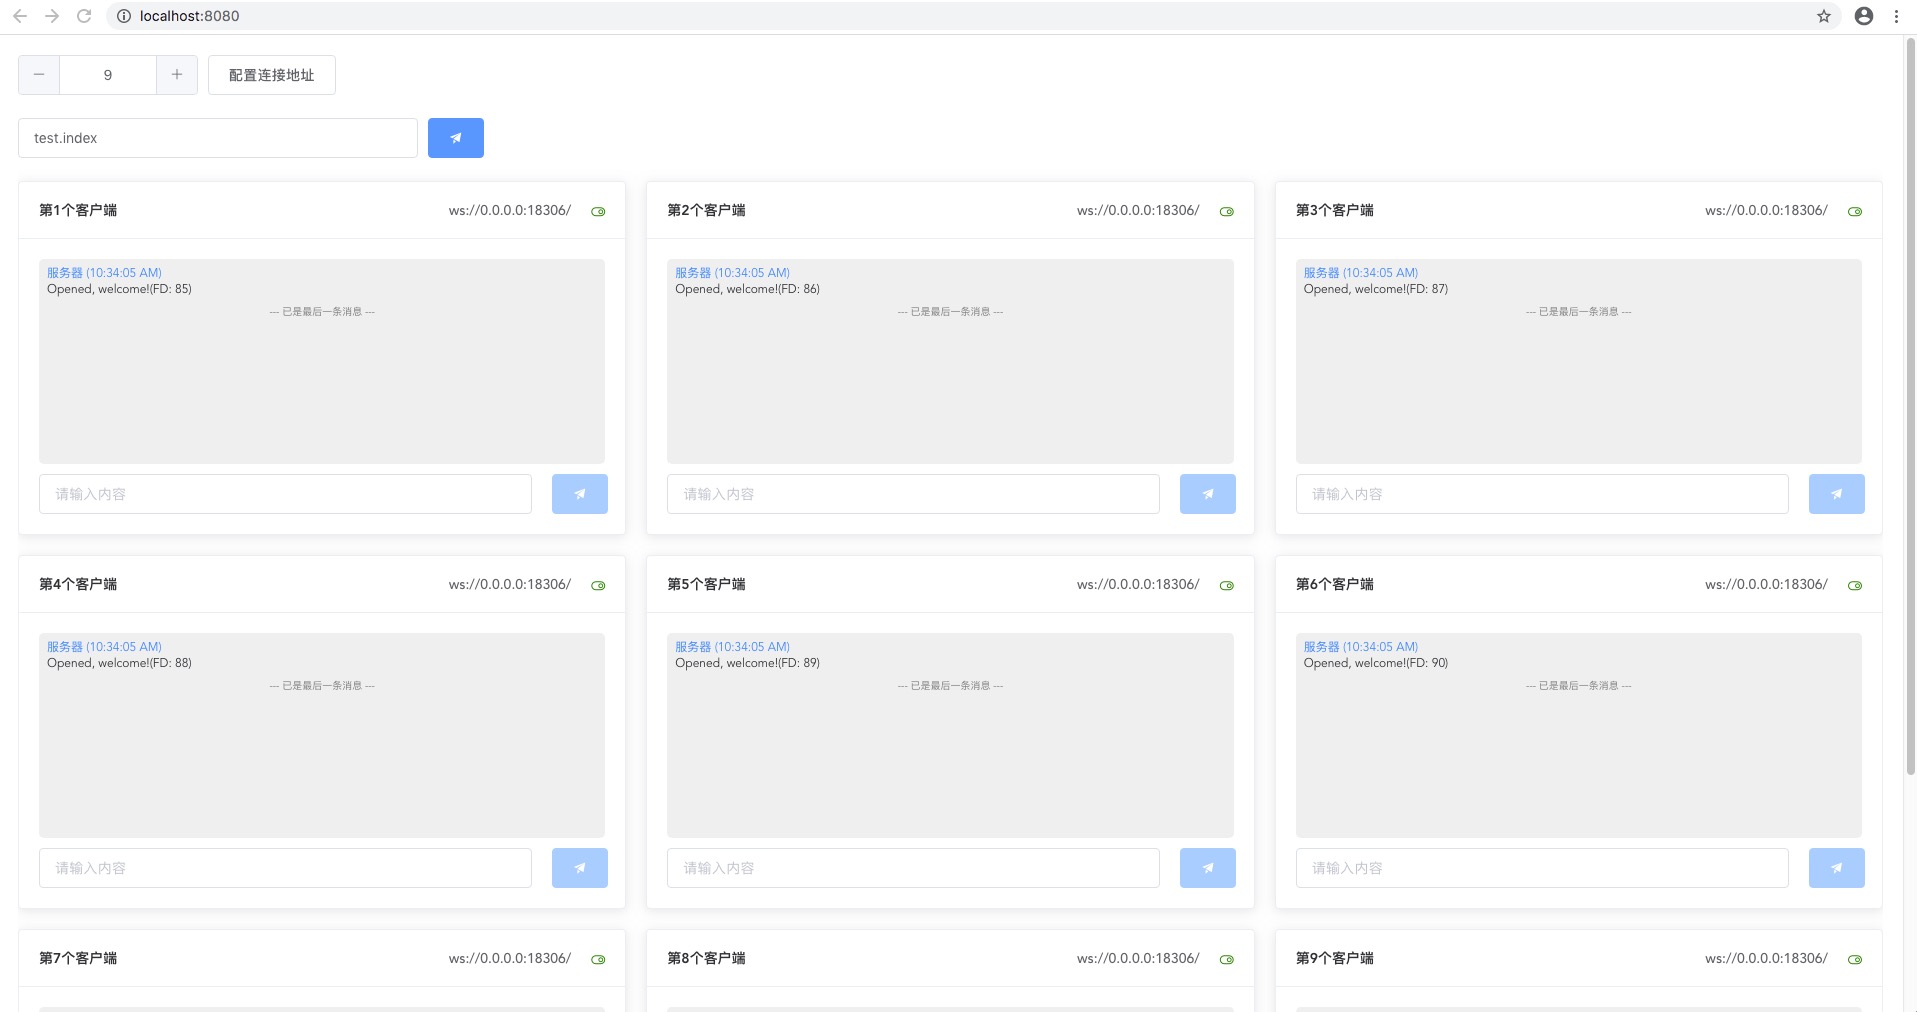 localhost:8080
9
配置连接地址
test.index
第1个客户端 ws://0.0.0.0:18306/
服务器 (10:34:05 AM)
Opened, welcome!(FD: 85)
--- 已是最后一条消息 ---
请输入内容
第2个客户端 ws://0.0.0.0:18306/
服务器 (10:34:05 AM)
Opened, welcome!(FD: 86)
--- 已是最后一条消息 ---
请输入内容
第3个客户端 ws://0.0.0.0:18306/
服务器 (10:34:05 AM)
Opened, welcome!(FD: 87)
--- 已是最后一条消息 ---
请输入内容
第4个客户端 ws://0.0.0.0:18306/
服务器 (10:34:05 AM)
Opened, welcome!(FD: 88)
--- 已是最后一条消息 ---
请输入内容
第5个客户端 ws://0.0.0.0:18306/
服务器 (10:34:05 AM)
Opened, welcome!(FD: 89)
--- 已是最后一条消息 ---
请输入内容
第6个客户端 ws://0.0.0.0:18306/
服务器 (10:34:05 AM)
Opened, welcome!(FD: 90)
--- 已是最后一条消息 ---
请输入内容
第7个客户端 ws://0.0.0.0:18306/
第8个客户端 ws://0.0.0.0:18306/
第9个客户端 ws://0.0.0.0:18306/